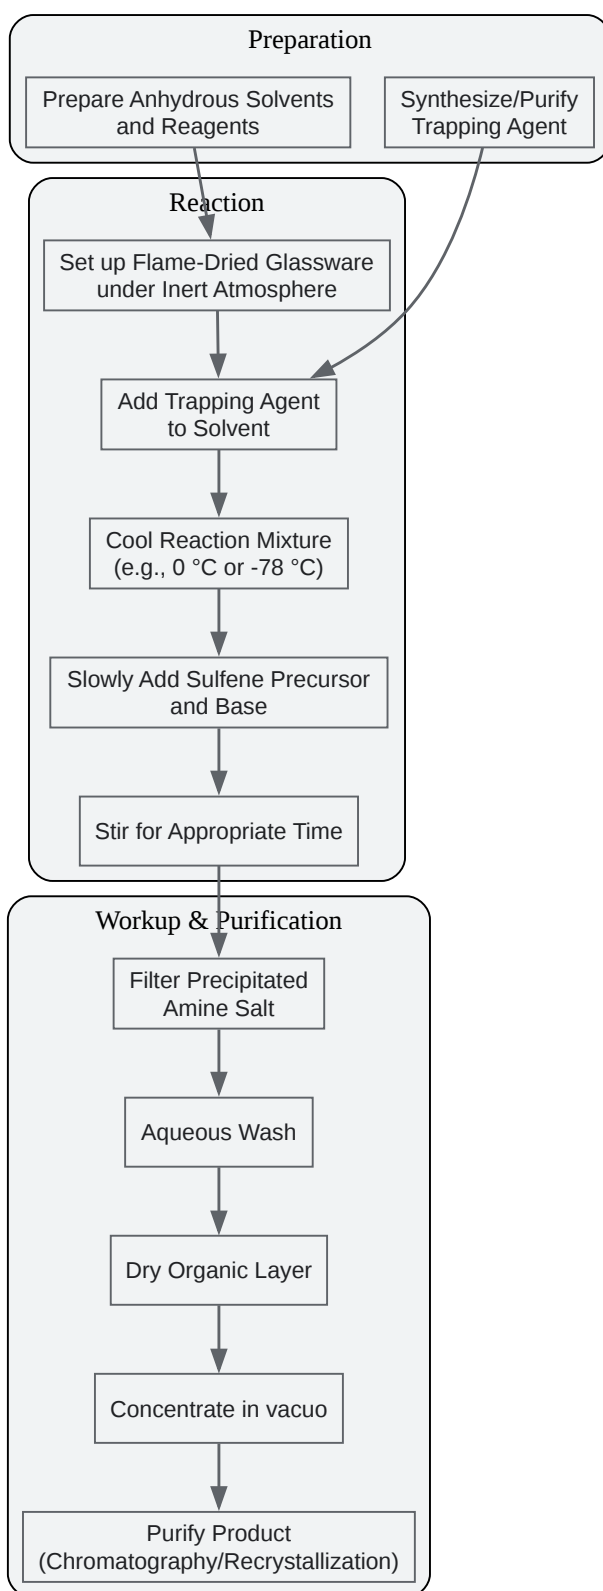 Preparation
Prepare Anhydrous Solvents
and Reagents
Synthesize/Purify
Trapping Agent
Reaction
Set up Flame-Dried Glassware
under Inert Atmosphere
Add Trapping Agent
to Solvent
Cool Reaction Mixture
(e.g., 0 °C or -78 °C)
Slowly Add Sulfene Precursor
and Base
Stir for Appropriate Time
Workup & Purification
Filter Precipitated
Amine Salt
Aqueous Wash
Dry Organic Layer
Concentrate in vacuo
Purify Product
(Chromatography/Recrystallization)